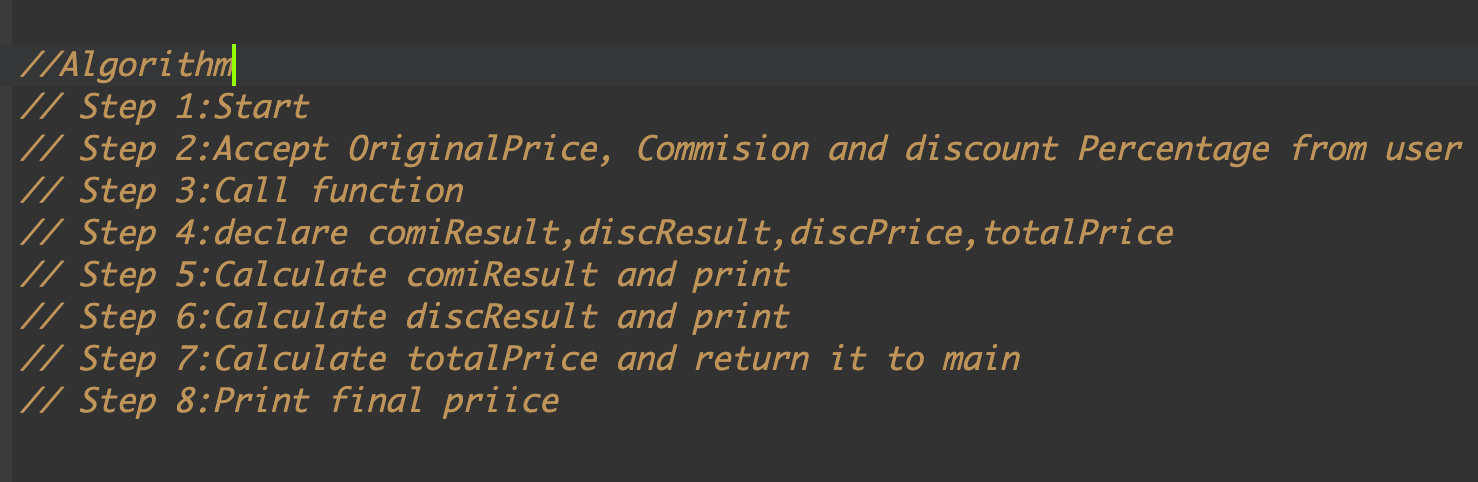 //Algorithm
// Step 1:Start
// Step 2:Accept OriginalPrice, Commision and discount Percentage from user
// Step 3:Call function
// Step 4:declare comiResult,discResult,discPrice,totalPrice
// Step 5:Calculate comiResult and print
// Step 6:Calculate discResult and print
// Step 7:Calculate totalPrice and return it to main
// Step 8:Print final priice